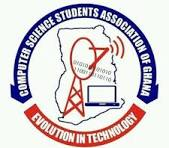 COMPUTER SCIENCE STUDENTS ASSOCIATION OF GHANA
EVOLUTION IN TECHNOLOGY